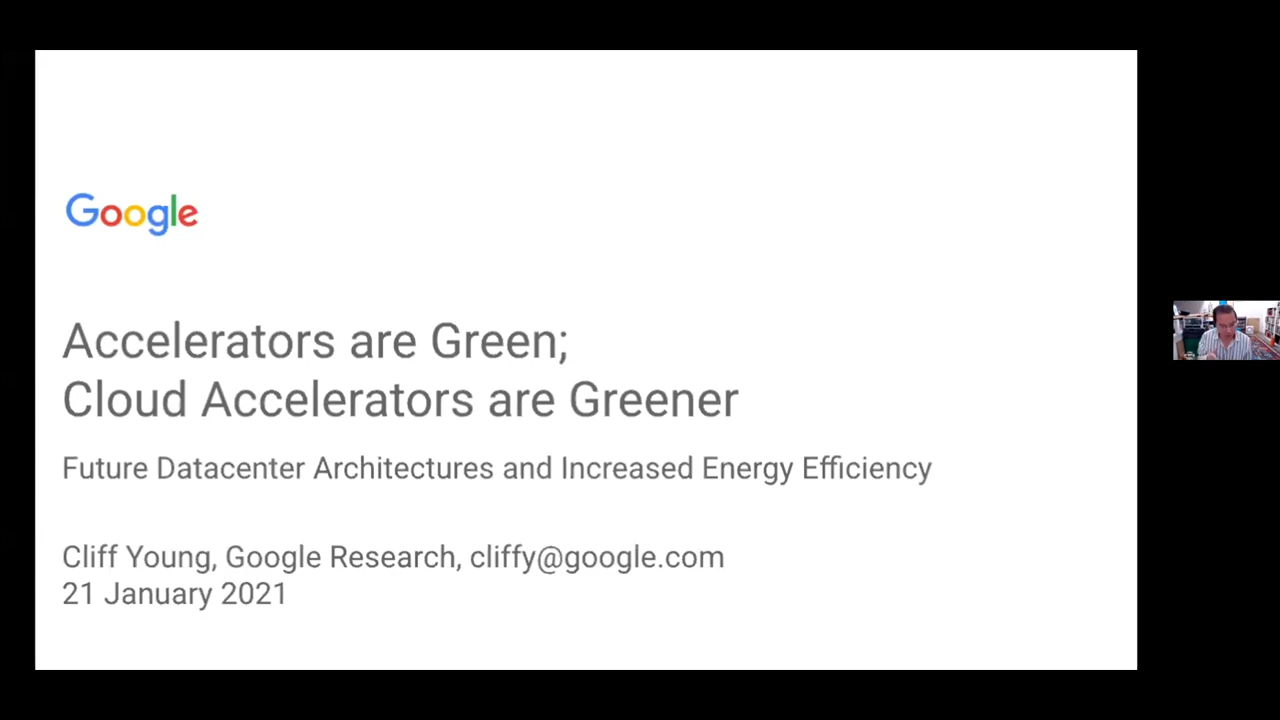 Google
Accelerators are Green;
Cloud Accelerators are Greener
Future Datacenter Architectures and Increased Energy Efficiency
Cliff Young, Google Research, cliffy@google.com
21 January 2021